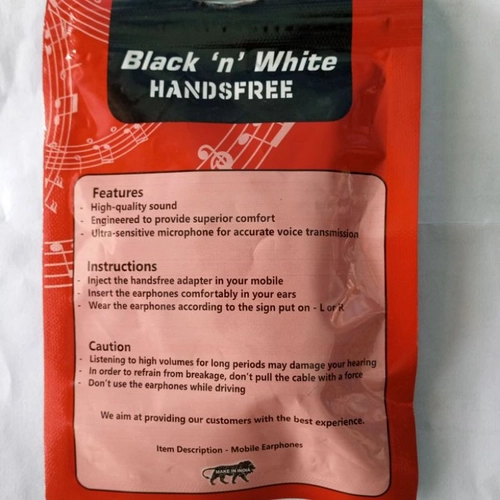 Black 'n' White
HANDSFREE
Features
- High-quality sound
- Engineered to provide superior comfort
- Ultra-sensitive microphone for accurate voice transmission
Instructions
- Inject the handsfree adapter in your mobile
- Insert the earphones comfortably in your ears
- Wear the earphones according to the sign put on - L or R
Caution
- Listening to high volumes for long periods may damage your hearing
- In order to refrain from breakage, don't pull the cable with a force
- Don't use the earphones while driving
We aim at providing our customers with the best experience.
Item Description - Mobile Earphones
MAKE IN INDIA